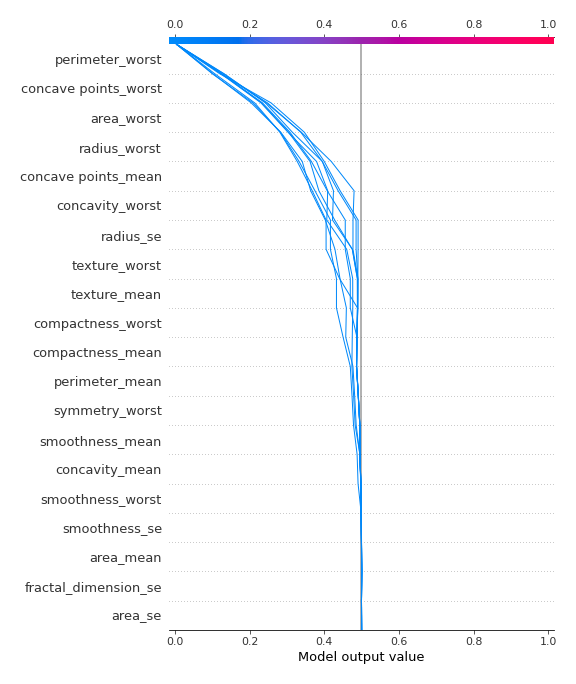 0.0 0.2 0.4 0.6 0.8 1.0
perimeter_worst
concave points_worst
area_worst
radius_worst
concave points_mean
concavity_worst
radius_se
texture_worst
texture_mean
compactness_worst
compactness_mean
perimeter_mean
symmetry_worst
smoothness_mean
concavity_mean
smoothness_worst
smoothness_se
area_mean
fractal_dimension_se
area_se
0.0 0.2 0.4 0.6 0.8 1.0
Model output value